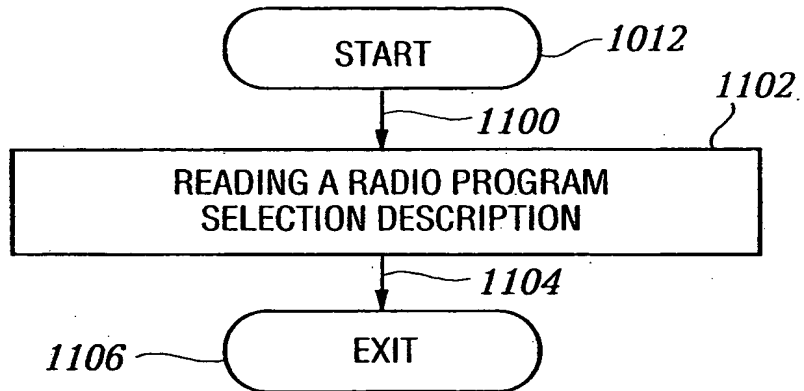 START
1012
1100
1102
READING A RADIO PROGRAM
SELECTION DESCRIPTION
1104
1106
EXIT